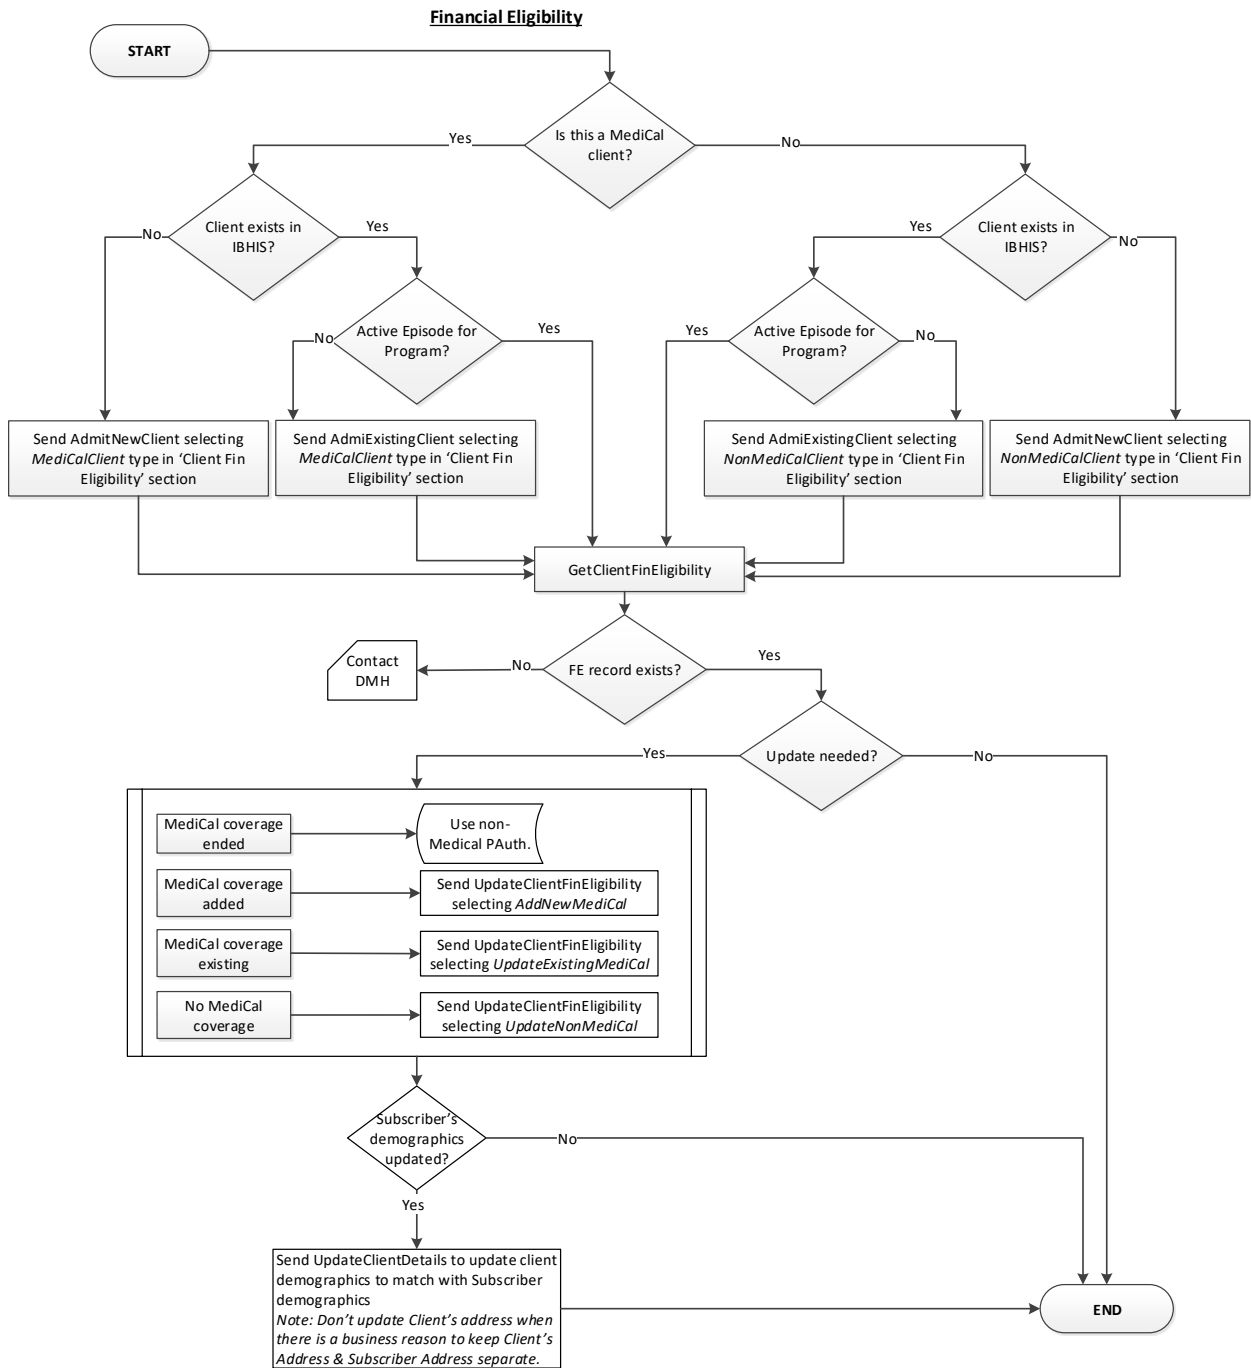 Financial Eligibility
START
Is this a MediCal
client?
Yes
No
Client exists in
IBHIS?
No
Yes
Client exists in
IBHIS?
Yes
No
Active Episode for
Program?
No
Yes
Active Episode for
Program?
Yes
No
Send AdmitNewClient selecting
MediCalClient type in ‘Client Fin
Eligibility’ section
Send AdmiExistingClient selecting
MediCalClient type in ‘Client Fin
Eligibility’ section
Send AdmiExistingClient selecting
NonMediCalClient type in ‘Client Fin
Eligibility’ section
Send AdmitNewClient selecting
NonMediCalClient type in ‘Client Fin
Eligibility’ section
GetClientFinEligibility
FE record exists?
No
Yes
Contact
DMH
Update needed?
Yes
No
MediCal coverage
ended
Use non-
Medical PAuth.
MediCal coverage
added
Send UpdateClientFinEligibility
selecting AddNewMediCal
MediCal coverage
existing
Send UpdateClientFinEligibility
selecting UpdateExistingMediCal
No MediCal
coverage
Send UpdateClientFinEligibility
selecting UpdateNonMediCal
Subscriber’s
demographics
updated?
No
Yes
Send UpdateClientDetails to update client
demographics to match with Subscriber
demographics
Note: Don’t update Client’s address when
there is a business reason to keep Client’s
Address & Subscriber Address separate.
END